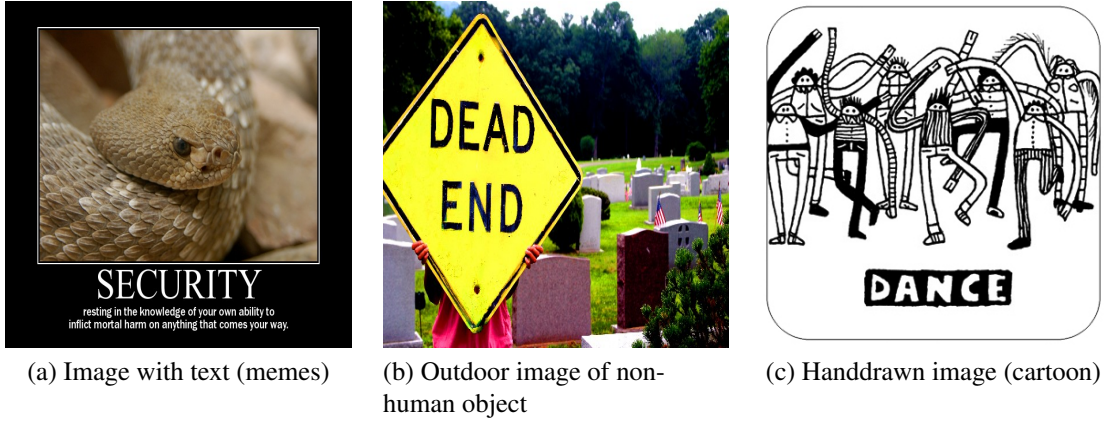 SECURITY
resting in the knowledge of your own ability to
inflict mortal harm on anything that comes your way.
(a) Image with text (memes)
DEAD
END
(b) Outdoor image of non-
human object
DANCE
(c) Handdrawn image (cartoon)